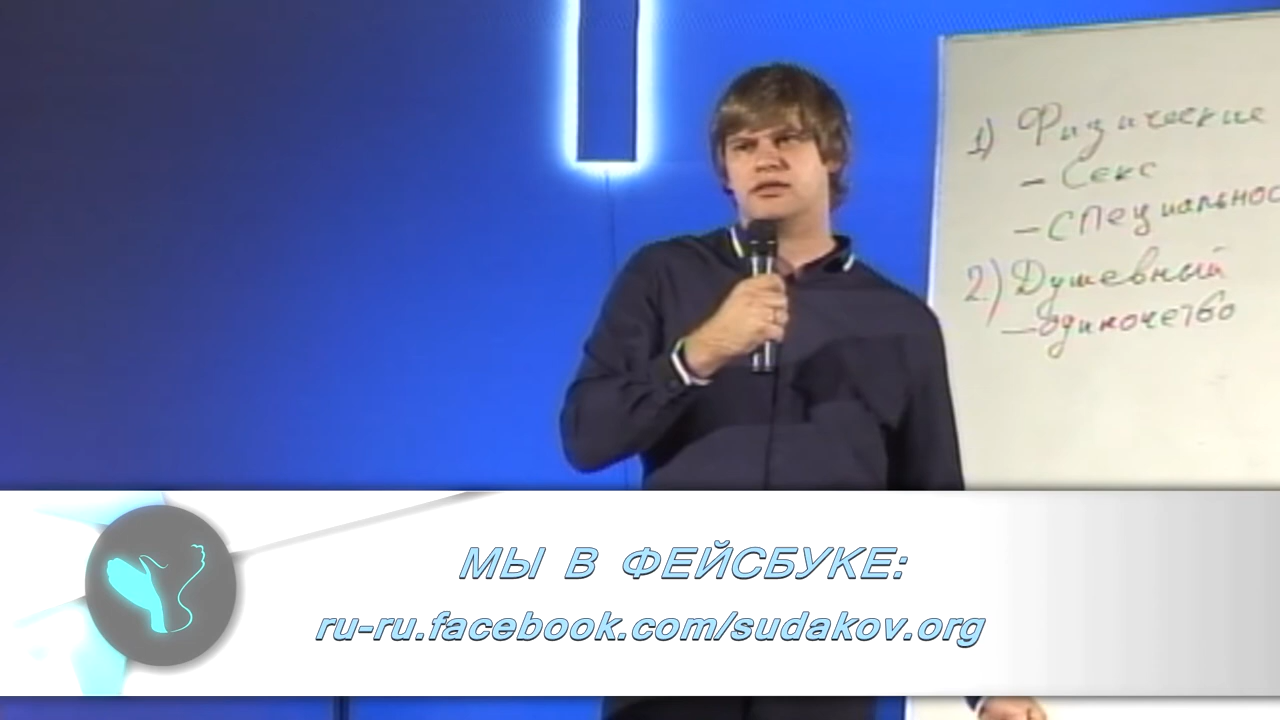 1) Физические
- Секс
- Специальнос
2) Душевный
- одиночество
МЫ В ФЕЙСБУКЕ:
ru-ru.facebook.com/sudakov.org